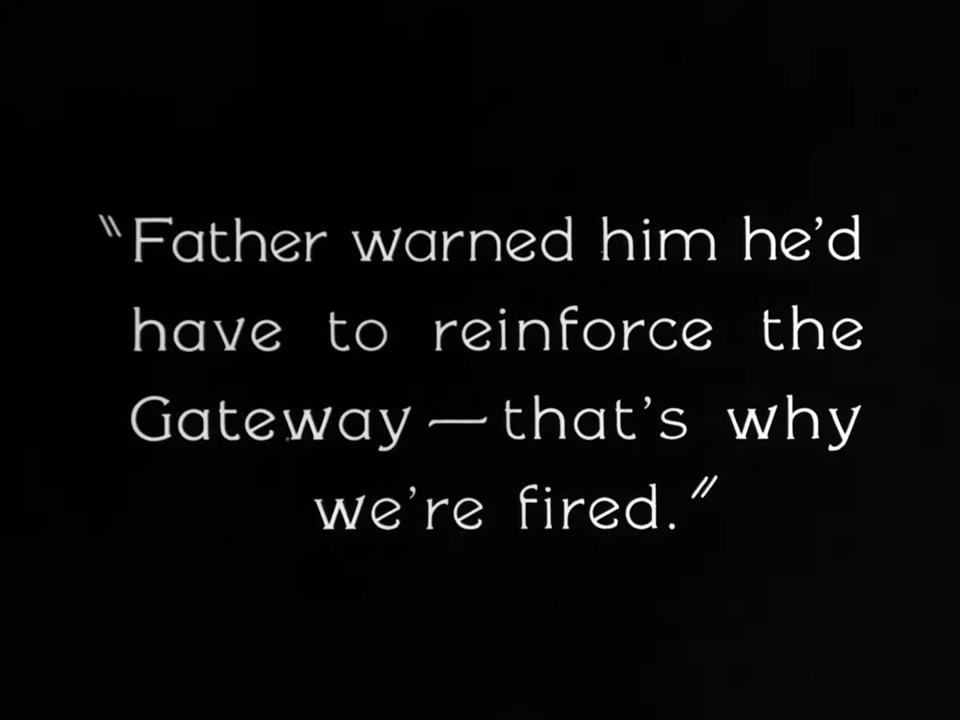 "Father warned him he'd
have to reinforce the
Gateway—that's why
we're fired."